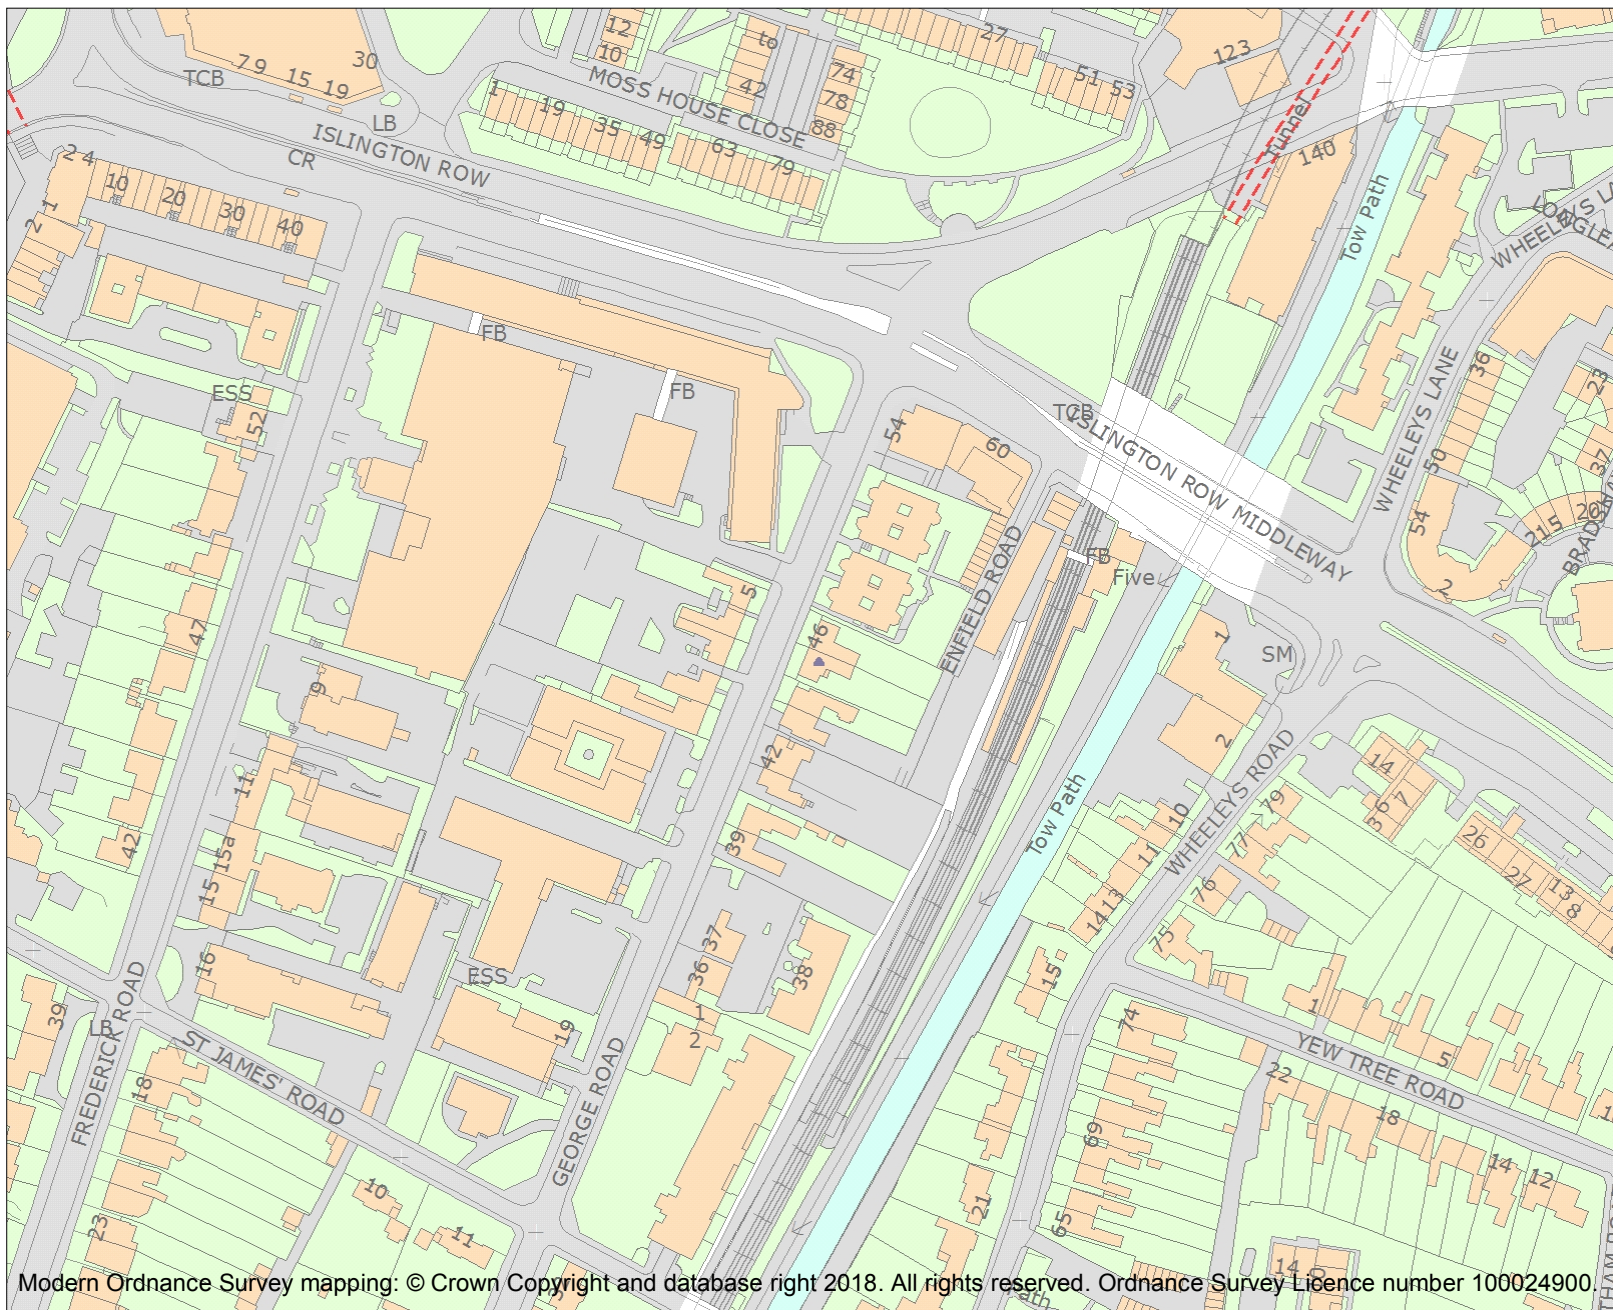 12
10
to
42
74
78
88
27
51 53
123
7 9 15 19 30
TCB
LB
1 19 35 49 63 79
MOSS HOUSE CLOSE
ISLINGTON ROW
CR
Tunnel
140
Tow Path
2 4 10 20 30 40
2 1
WHEELEYS LANE
36
50
54
23
37
20
215
2
FB
FB
ESS
52
54
60
TCB
ISLINGTON ROW MIDDLEWAY
FB
Five
ENFIELD ROAD
5
46
47
9
42
11
15a
15
42
39
1
SM
2
WHEELEYS ROAD
Tow Path
10
11
13
14
14
6
7
3
79
77
76
75
26
27
13
8
37
36
38
1
2
16
ESS
19
15
74
1
5
YEW TREE ROAD
22
18
14
12
39
LB
FREDERICK ROAD
ST JAMES' ROAD
GEORGE ROAD
18
10
11
23
69
65
21
14
Modern Ordnance Survey mapping: © Crown Copyright and database right 2018. All rights reserved. Ordnance Survey Licence number 100024900.